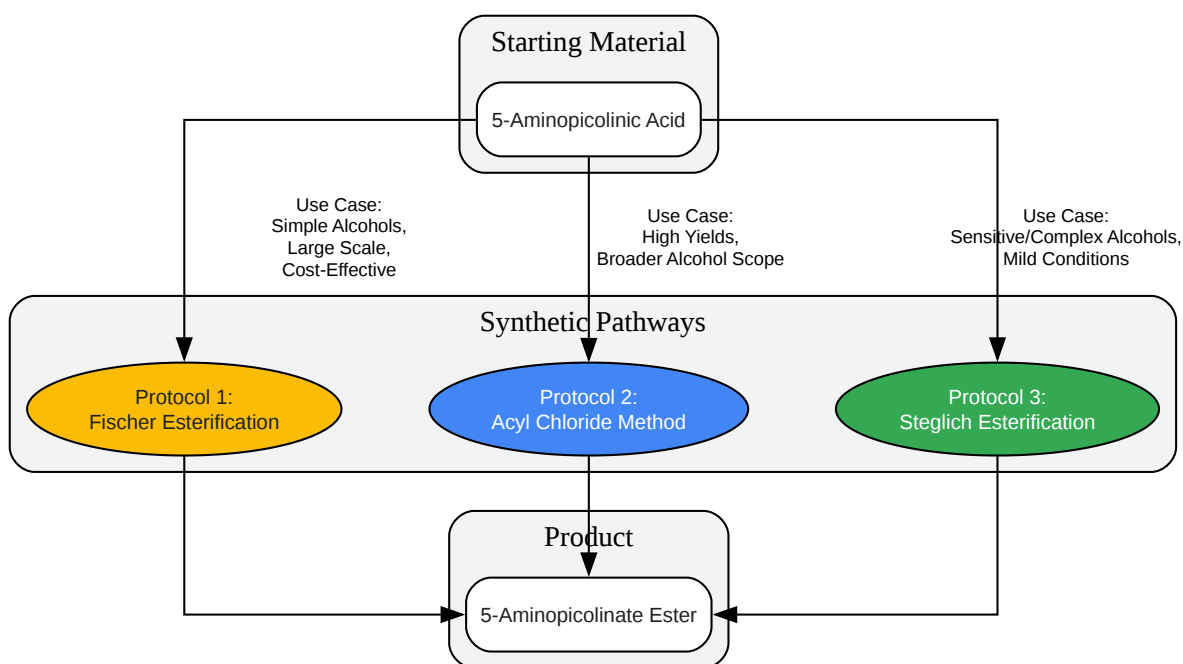 Starting Material
5-Aminopicolinic Acid
Use Case:
Simple Alcohols,
Large Scale,
Cost-Effective
Use Case:
High Yields,
Broader Alcohol Scope
Use Case:
Sensitive/Complex Alcohols,
Mild Conditions
Synthetic Pathways
Protocol 1:
Fischer Esterification
Protocol 2:
Acyl Chloride Method
Protocol 3:
Steglich Esterification
Product
5-Aminopicolinate Ester